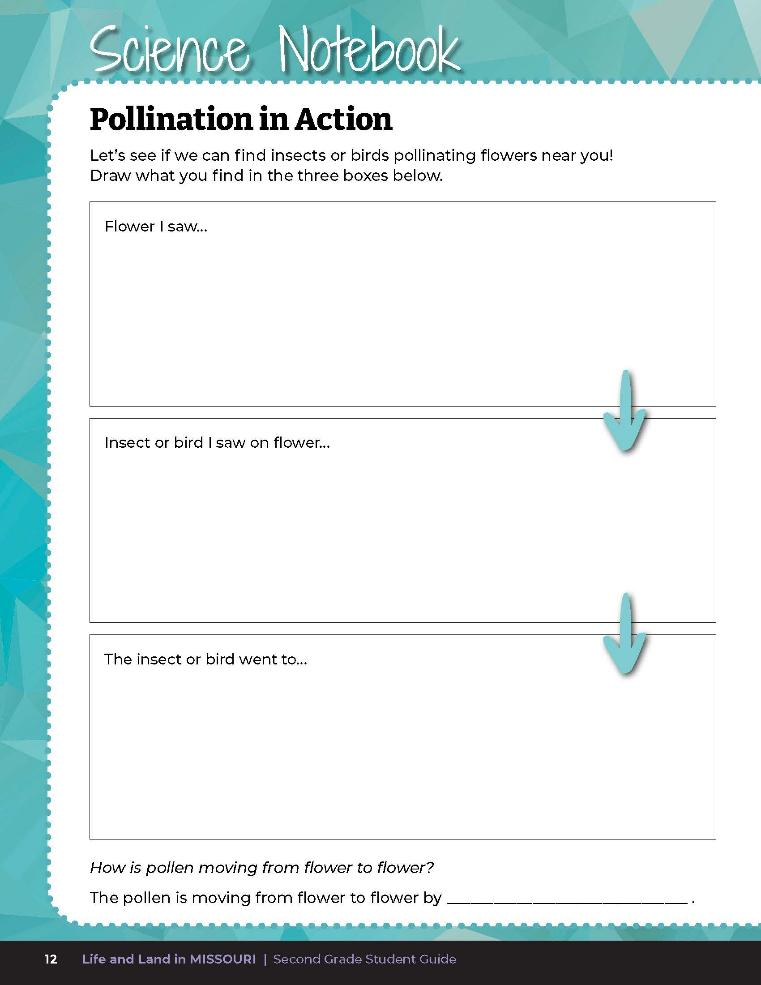 Science Notebook
Pollination in Action
Let's see if we can find insects or birds pollinating flowers near you!
Draw what you find in the three boxes below.
Flower I saw...
Insect or bird I saw on flower...
The insect or bird went to...
How is pollen moving from flower to flower?
The pollen is moving from flower to flower by ______________________________ .
12 Life and Land in MISSOURI | Second Grade Student Guide